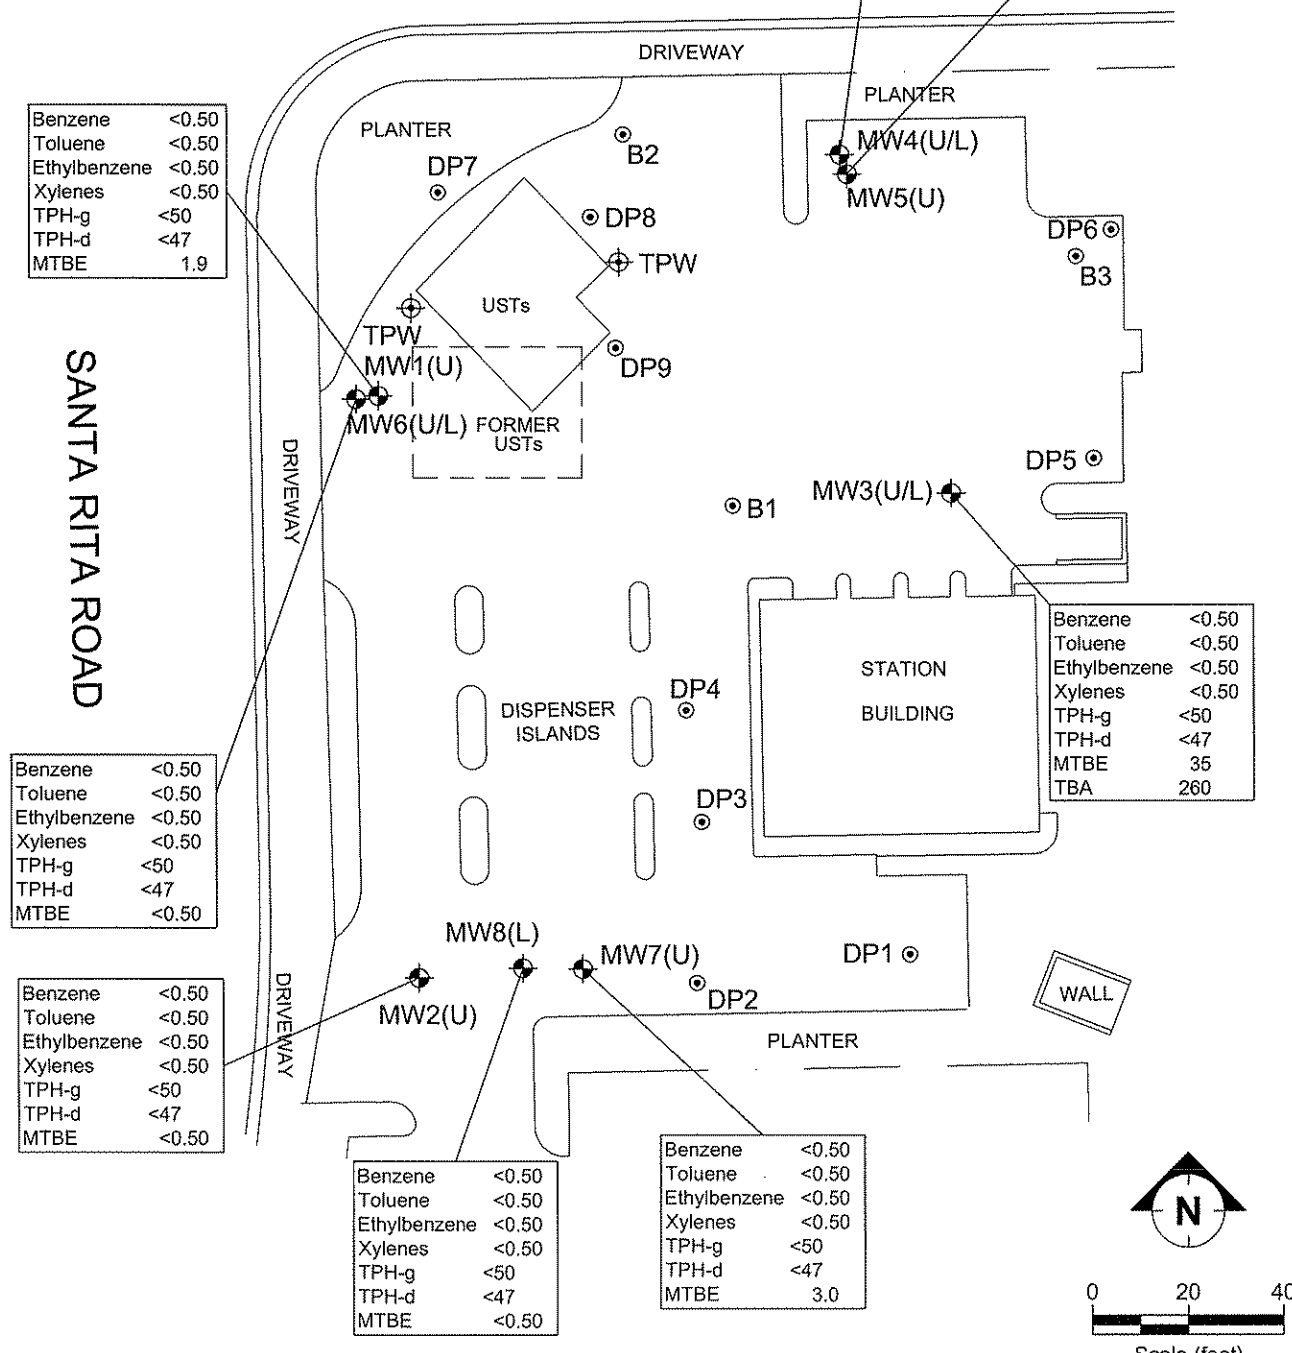 DRIVEWAY
PLANTER
PLANTER
Benzene <0.50
Toluene <0.50
Ethylbenzene <0.50
Xylenes <0.50
TPH-g <50
TPH-d <47
MTBE 1.9
B2
MW4(U/L)
MW5(U)
DP7
DP8
DP6
B3
TPW
USTs
TPW
DP9
MW1(U)
MW6(U/L)
FORMER
USTs
SANTA RITA ROAD
DRIVEWAY
DP5
MW3(U/L)
B1
Benzene <0.50
Toluene <0.50
Ethylbenzene <0.50
Xylenes <0.50
TPH-g <50
TPH-d <47
MTBE 35
TBA 260
STATION
BUILDING
DP4
DISPENSER
ISLANDS
DP3
Benzene <0.50
Toluene <0.50
Ethylbenzene <0.50
Xylenes <0.50
TPH-g <50
TPH-d <47
MTBE <0.50
MW8(L)
MW7(U)
DP1
MW2(U)
DP2
WALL
DRIVEWAY
PLANTER
Benzene <0.50
Toluene <0.50
Ethylbenzene <0.50
Xylenes <0.50
TPH-g <50
TPH-d <47
MTBE <0.50
Benzene <0.50
Toluene <0.50
Ethylbenzene <0.50
Xylenes <0.50
TPH-g <50
TPH-d <47
MTBE <0.50
Benzene <0.50
Toluene <0.50
Ethylbenzene <0.50
Xylenes <0.50
TPH-g <50
TPH-d <47
MTBE 3.0
N
0 20 40
Scale (feet)